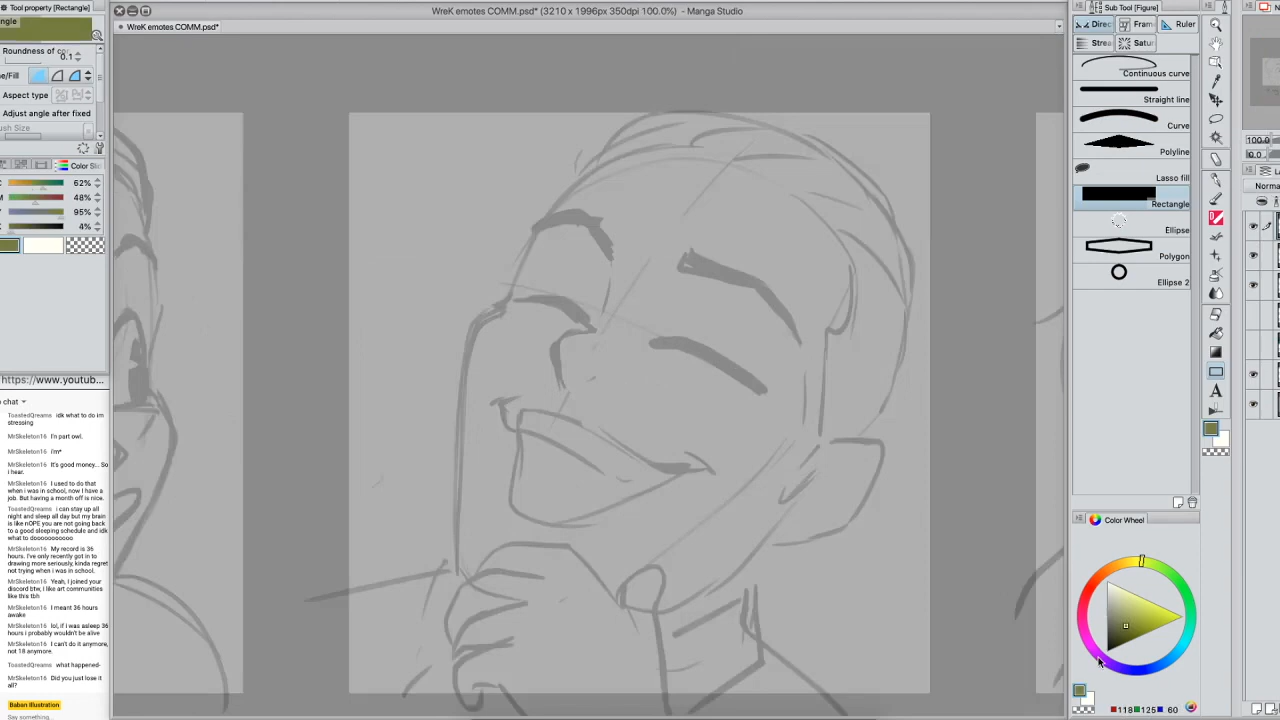 Tool property [Rectangle]
WreK emotes COMM.psd* (3210 x 1996px 350dpi 100.0%) - Manga Studio
Sub Tool [Figure]
angle
WreK emotes COMM.psd*
Direc
Fram
Ruler
Strea
Satur
Roundness of cor
0.1
e/Fill
Aspect type
Adjust angle after fixed
ush Size
Continuous curve
Straight line
Curve
Polyline
Lasso fill
Rectangle
Ellipse
Polygon
Ellipse 2
100.0
0.0
Normal
Color Sli
62%
M 48%
95%
4%
https://www.youtub...
chat
ToastedQreams idk what to do im
stressing
MrSkeleton16 I'n part owl.
MrSkeleton16 i'm*
MrSkeleton16 It's good money... So
i hear.
MrSkeleton16 I used to do that
when i was in school, now I have a
job. But having a month off is nice.
ToastedQreams i can stay up all
night and sleep all day but my brain
is like nOPE you are not going back
to a good sleeping schedule and idk
what to doooooooooo
MrSkeleton16 My record is 36
hours. I've only recently got in to
drawing more seriously, kinda regret
not trying when i was in school.
MrSkeleton16 Yeah, I joined your
discord btw, I like art communities
like this tbh
MrSkeleton16 I meant 36 hours
awake
MrSkeleton16 lol, if i was asleep 36
hours i probably wouldn't be alive
MrSkeleton16 I can't do it anymore,
not 18 anymore.
ToastedQreams what happened-
MrSkeleton16 Did you just lose it
all?
Baban Illustration
Say something...
Color Wheel
118 125 60